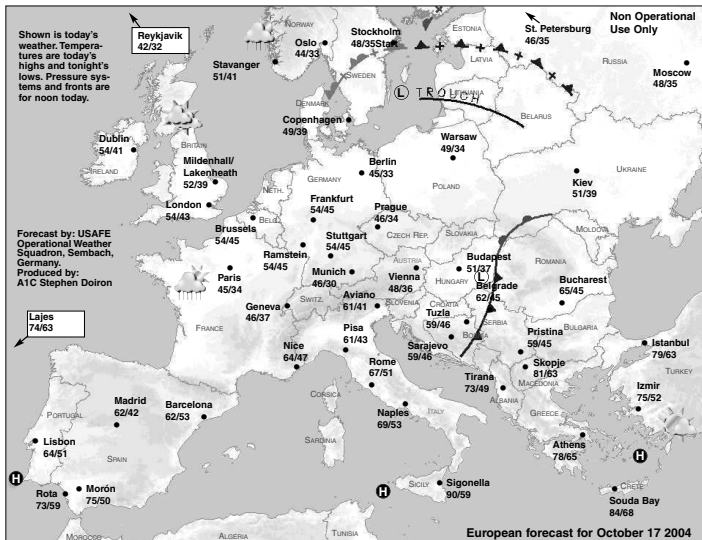 Shown is today's
weather. Tempera-
tures are today's
highs and tonight's
lows. Pressure sys-
tems and fronts are
for noon today.
Reykjavik
42/32
NORWAY
Oslo
44/33
Stavanger
51/41
Stockholm
48/35Start
SWEDEN
ESTONIA
LATVIA
LITHUANIA
St. Petersburg
46/35
Non Operational
Use Only
RUSSIA
Moscow
48/35
L
TROUGH
DENMARK
Copenhagen
49/39
BELARUS
Dublin
54/41
IRELAND
BRITAIN
Mildenhall/
Lakenheath
52/39
London
54/43
NETH.
Brussels
54/45
BELG.
GERMANY
Berlin
45/33
Warsaw
49/34
POLAND
UKRAINE
Kiev
51/39
Frankfurt
54/45
Prague
46/34
CZECH REP.
SLOVAKIA
MOLDOVA
Forecast by: USAFE
Operational Weather
Squadron, Sembach,
Germany.
Produced by:
A1C Stephen Doiron
Ramstein
54/45
Stuttgart
54/45
Munich
46/30
Paris
45/34
FRANCE
Geneva
46/37
SWITZ.
AUSTRIA
Vienna
48/36
Budapest
51/37
HUNGARY
L
ROMANIA
Bucharest
65/45
Belgrade
62/45
Lajes
74/63
Aviano
61/41
SLOVENIA
CROATIA
Tuzla
59/46
BOSNIA
SERBIA
Sarajevo
59/46
Pristina
59/45
BULGARIA
Skopje
81/63
MACEDONIA
Istanbul
79/63
TURKEY
Nice
64/47
Pisa
61/43
Rome
67/51
ITALY
Naples
69/53
CORSICA
SARDINIA
Tirana
73/49
ALBANIA
GREECE
Izmir
75/52
Athens
78/65
H
PORTUGAL
Madrid
62/42
Barcelona
62/53
Lisbon
64/51
SPAIN
H
Rota
73/59
Morón
75/50
H
SICILY
Sigonella
90/59
CRETE
Souda Bay
84/68
MOROCCO
ALGERIA
TUNISIA
European forecast for October 17 2004